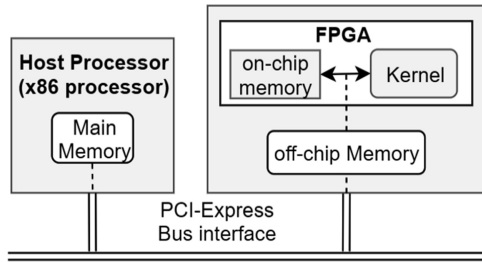 Host Processor
(x86 processor)
Main
Memory
FPGA
on-chip
memory
Kernel
off-chip Memory
PCI-Express
Bus interface